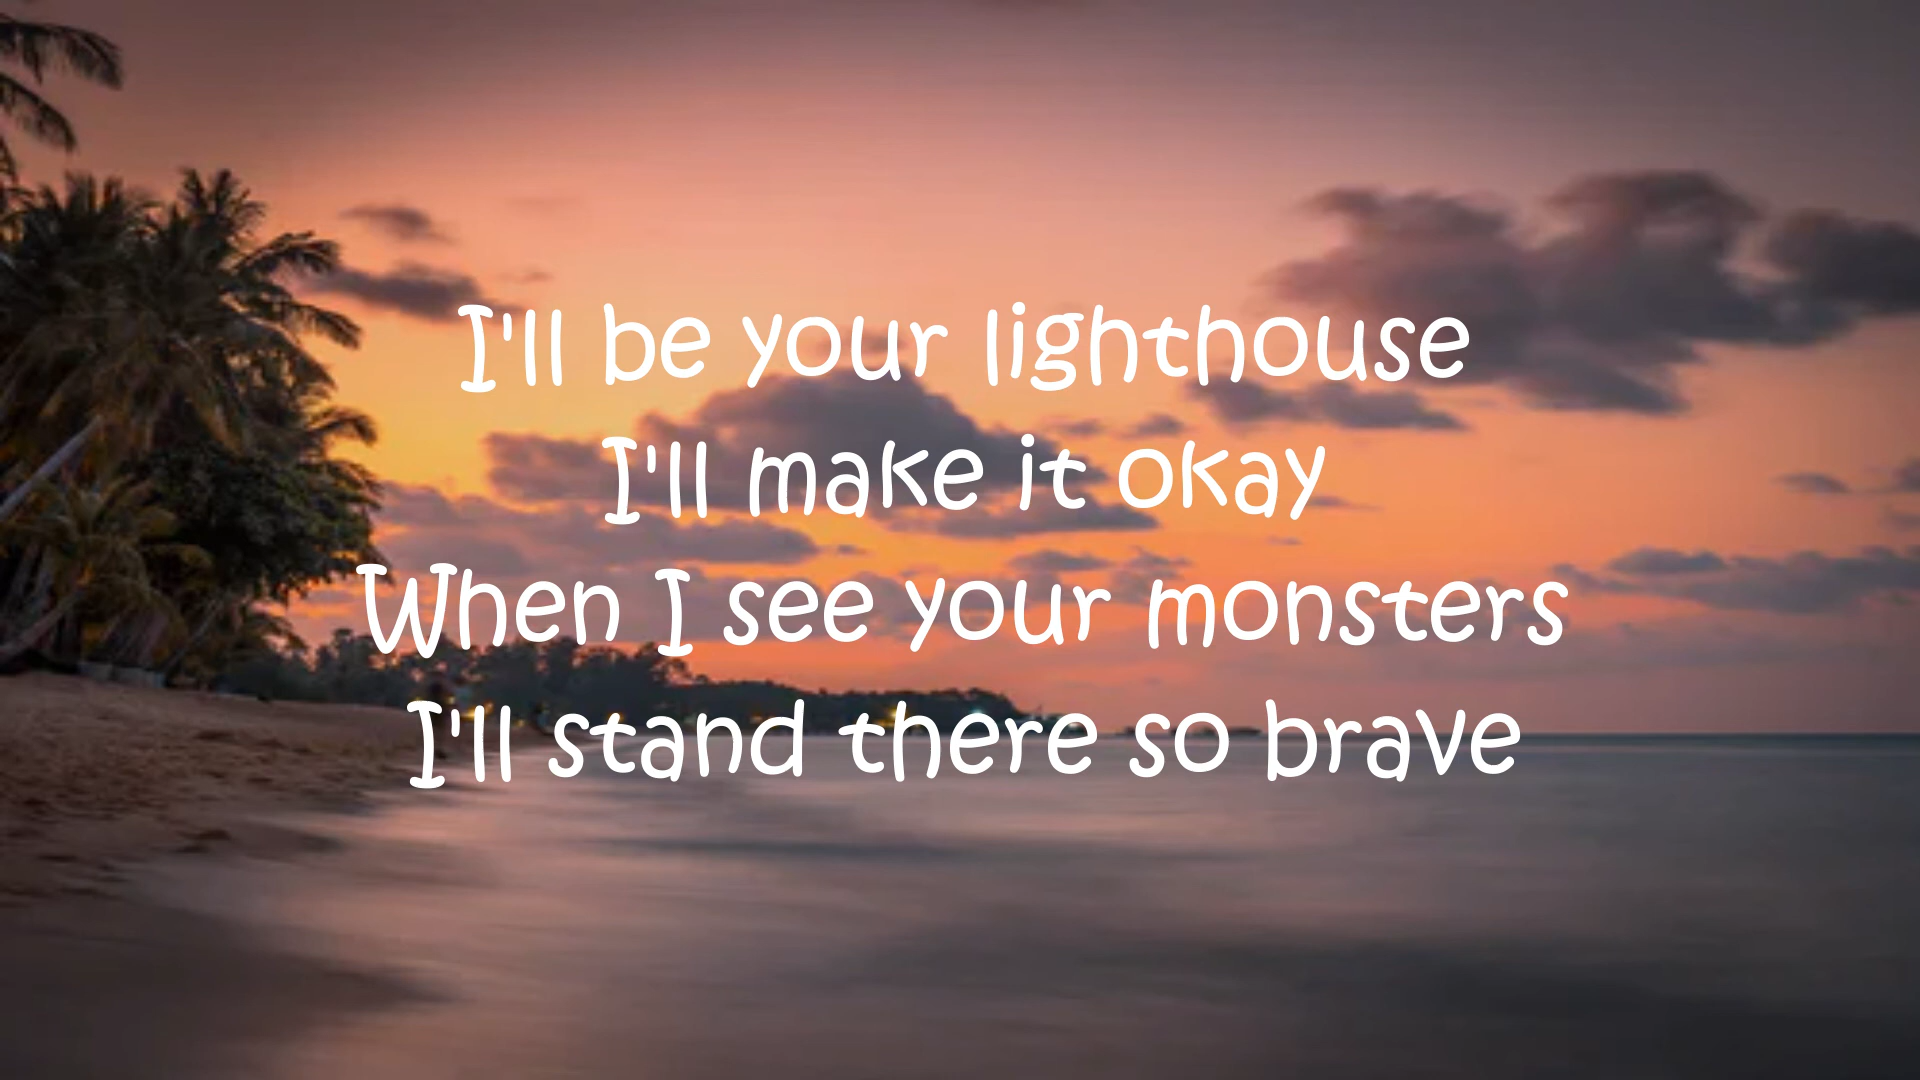 I'll be your lighthouse
I'll make it okay
When I see your monsters
I'll stand there so brave